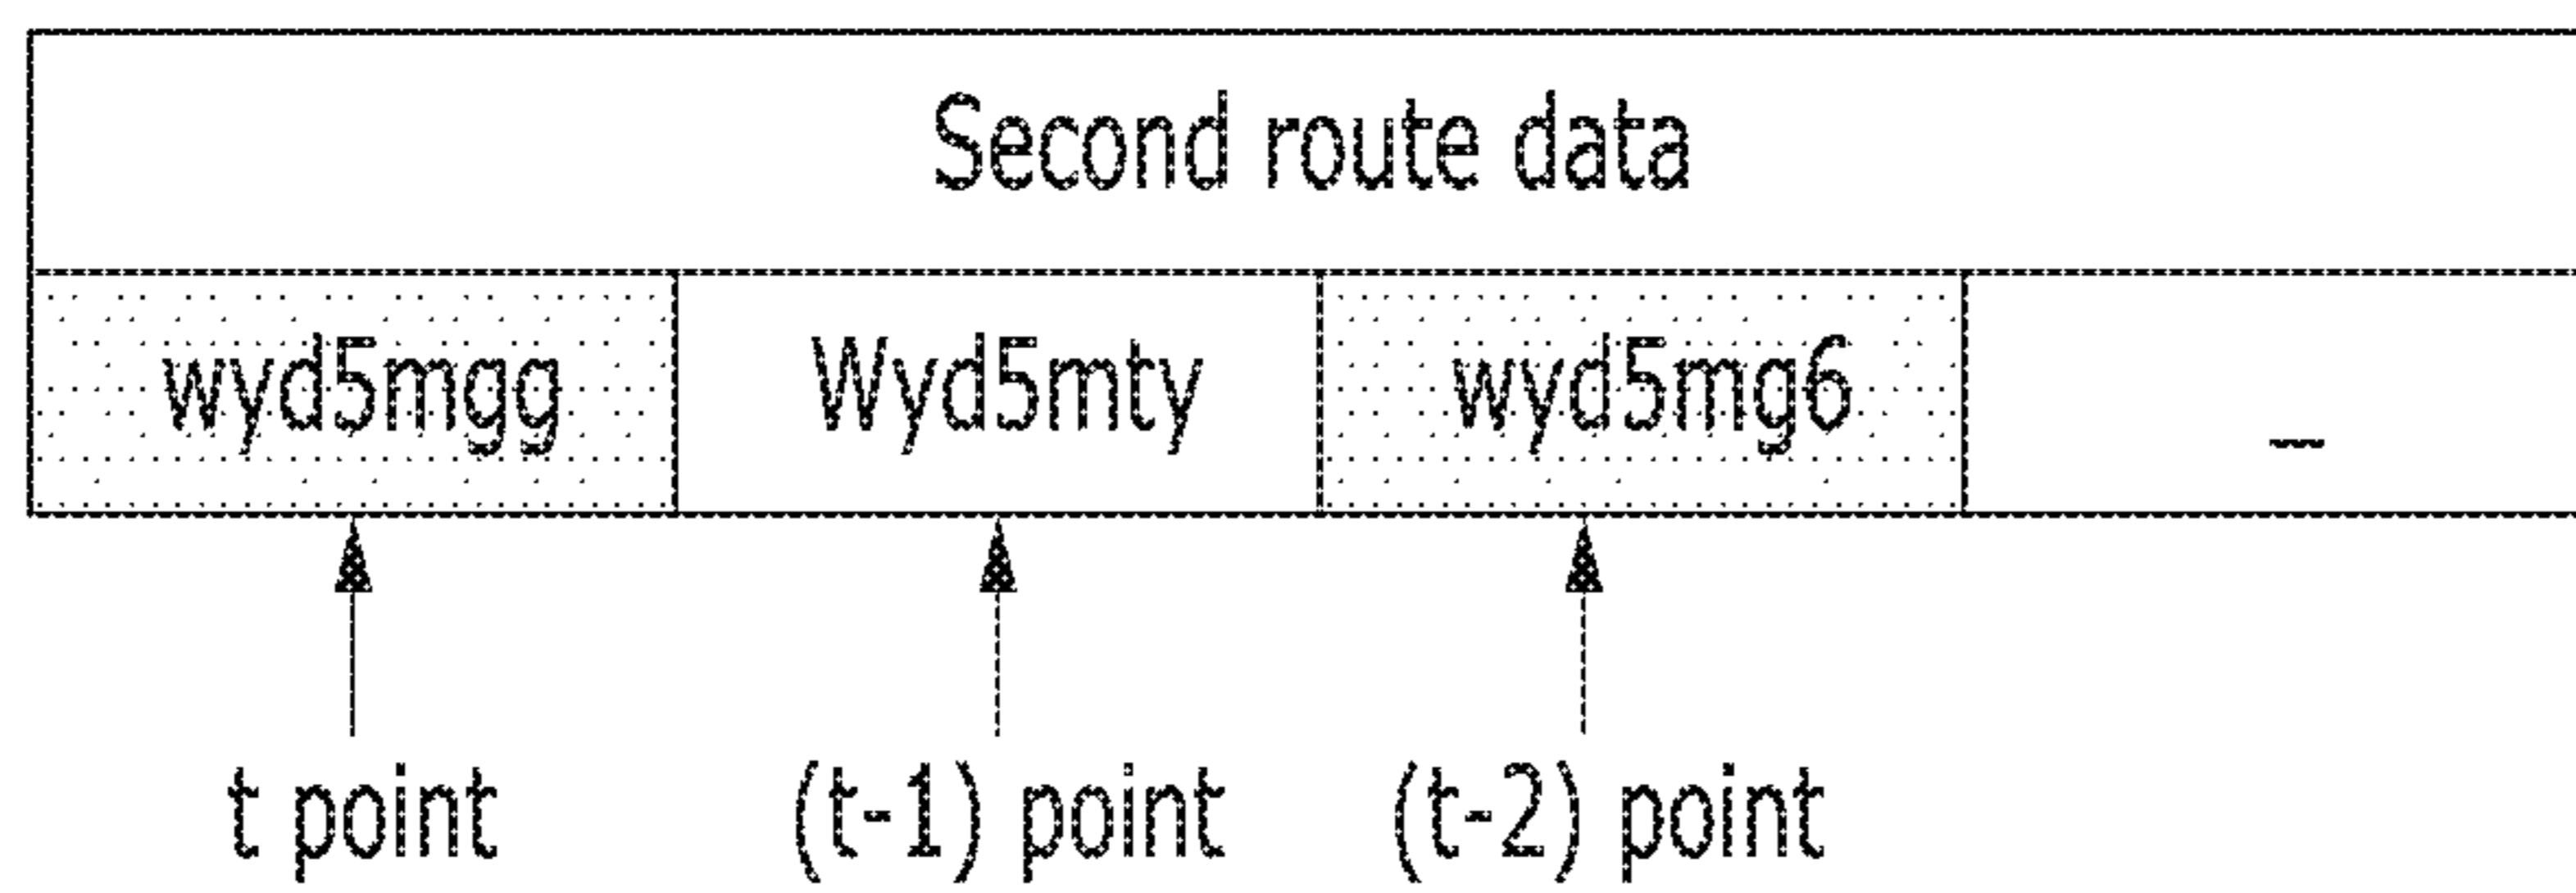 Second route data
wyd5mgg Wyd5mty wyd5mg6 _
t point (t-1) point (t-2) point